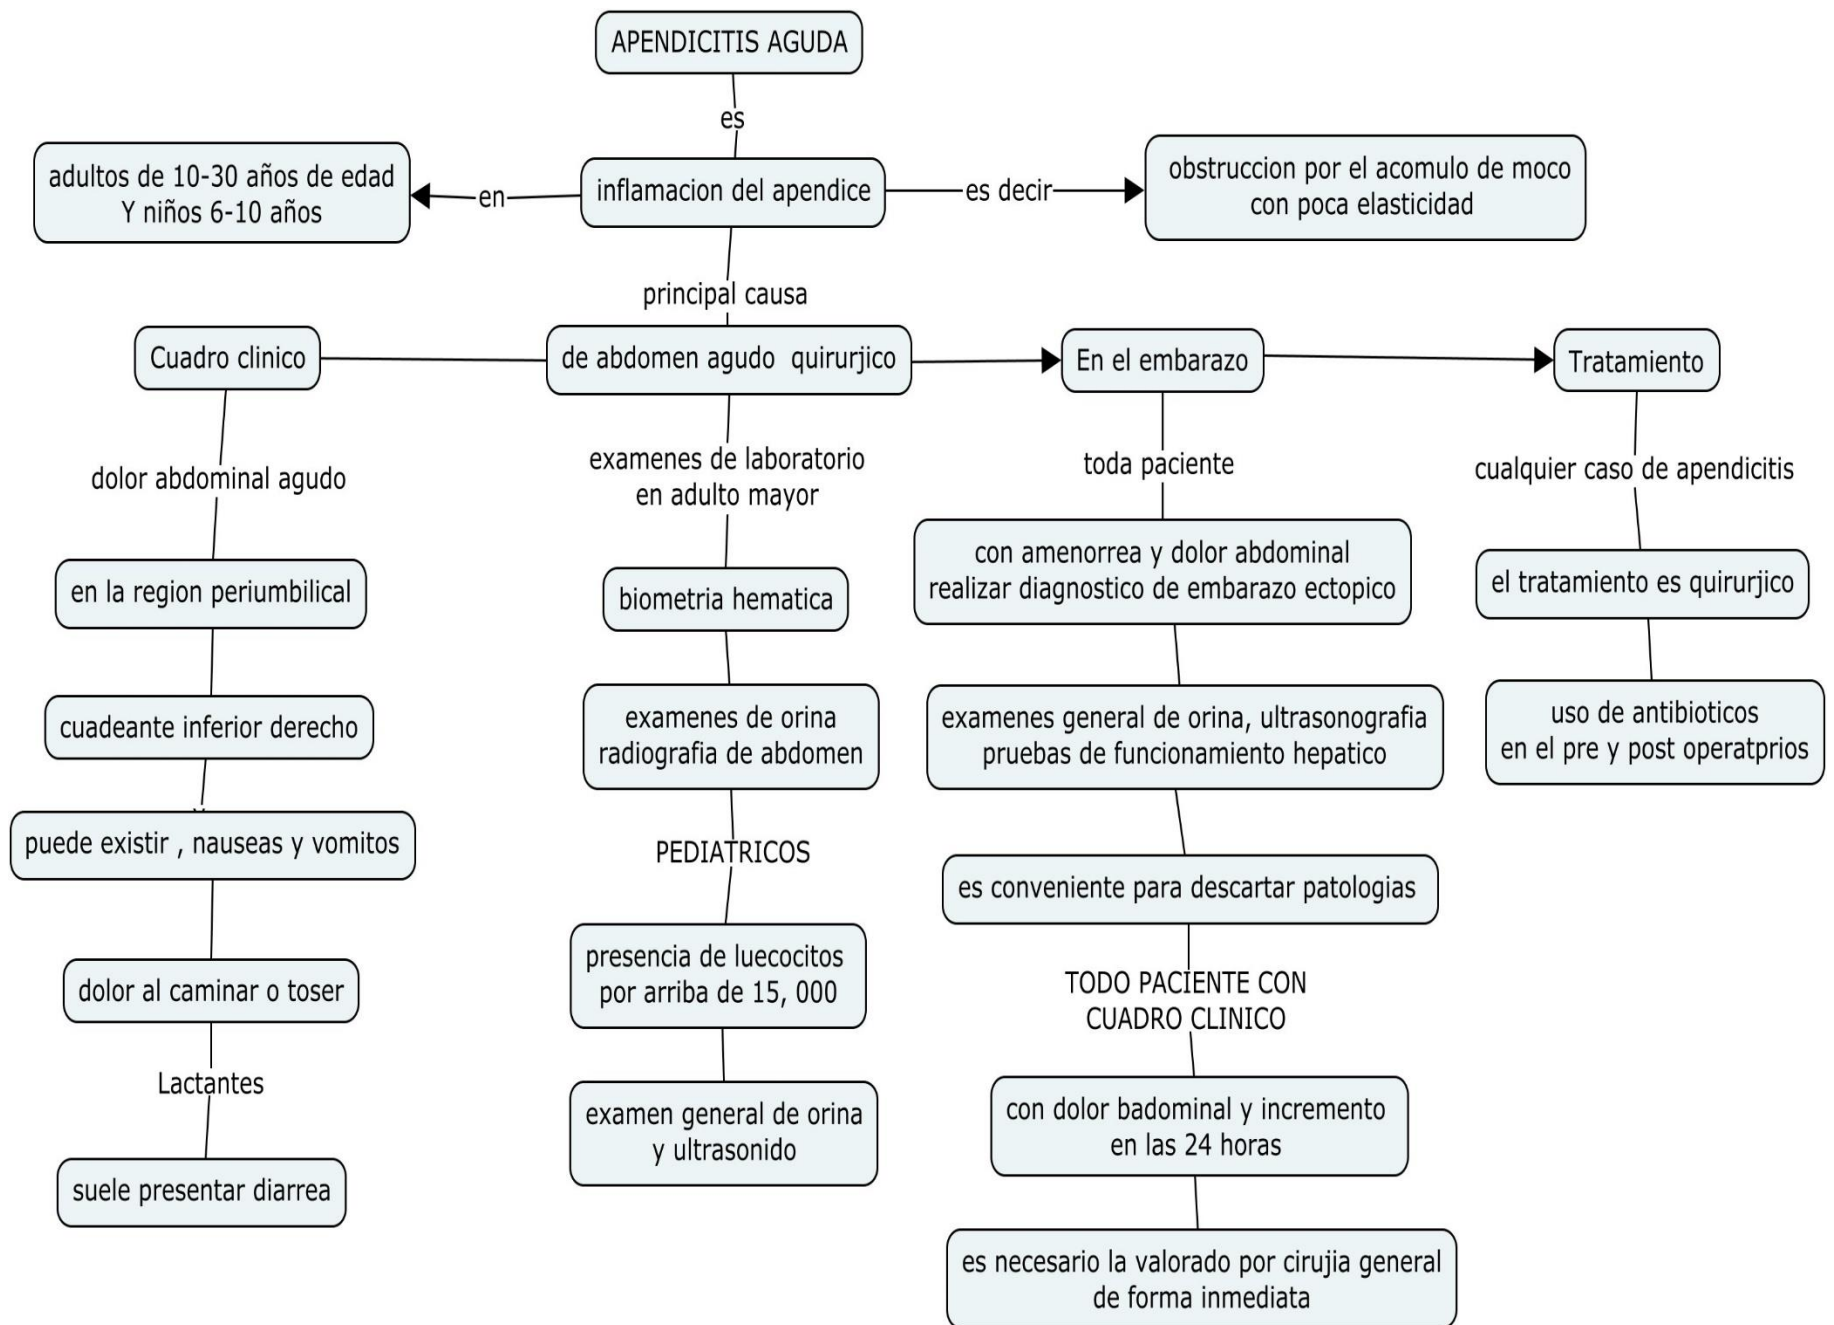 APENDICITIS AGUDA
es
adultos de 10-30 años de edad
Y niños 6-10 años
en
inflamacion del apendice
es decir
obstruccion por el acomulo de moco
con poca elasticidad
principal causa
Cuadro clinico
de abdomen agudo quirurjico
En el embarazo
Tratamiento
dolor abdominal agudo
en la region periumbilical
cuadeante inferior derecho
puede existir , nauseas y vomitos
dolor al caminar o toser
Lactantes
suele presentar diarrea
examenes de laboratorio
en adulto mayor
biometria hematica
examenes de orina
radiografia de abdomen
PEDIATRICOS
presencia de luecocitos
por arriba de 15, 000
examen general de orina
y ultrasonido
toda paciente
con amenorrea y dolor abdominal
realizar diagnostico de embarazo ectopico
examenes general de orina, ultrasonografia
pruebas de funcionamiento hepatico
es conveniente para descartar patologias
TODO PACIENTE CON
CUADRO CLINICO
con dolor badominal y incremento
en las 24 horas
es necesario la valorado por cirujia general
de forma inmediata
cualquier caso de apendicitis
el tratamiento es quirurjico
uso de antibioticos
en el pre y post operatprios